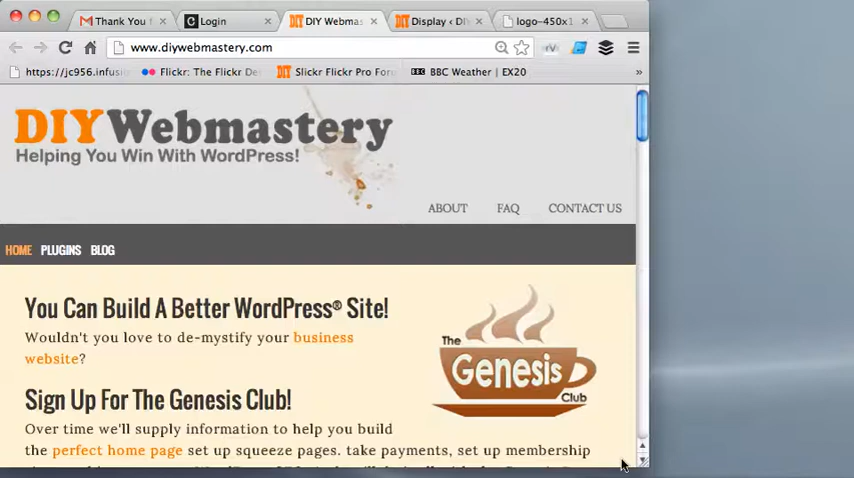 Thank You
Login
DIY Webmas
Display ‹ DI
logo-450x1
www.diywebmastery.com
https://jc956.infusi
Flickr: The Flickr De
Slickr Flickr Pro For
BBC Weather | EX20
»
DIYWebmastery
Helping You Win With WordPress!
ABOUT FAQ CONTACT US
HOME PLUGINS BLOG
You Can Build A Better WordPress® Site!
Wouldn't you love to de-mystify your business
website?
The
Genesis
Club
Sign Up For The Genesis Club!
Over time we'll supply information to help you build
the perfect home page set up squeeze pages. take payments, set up membership